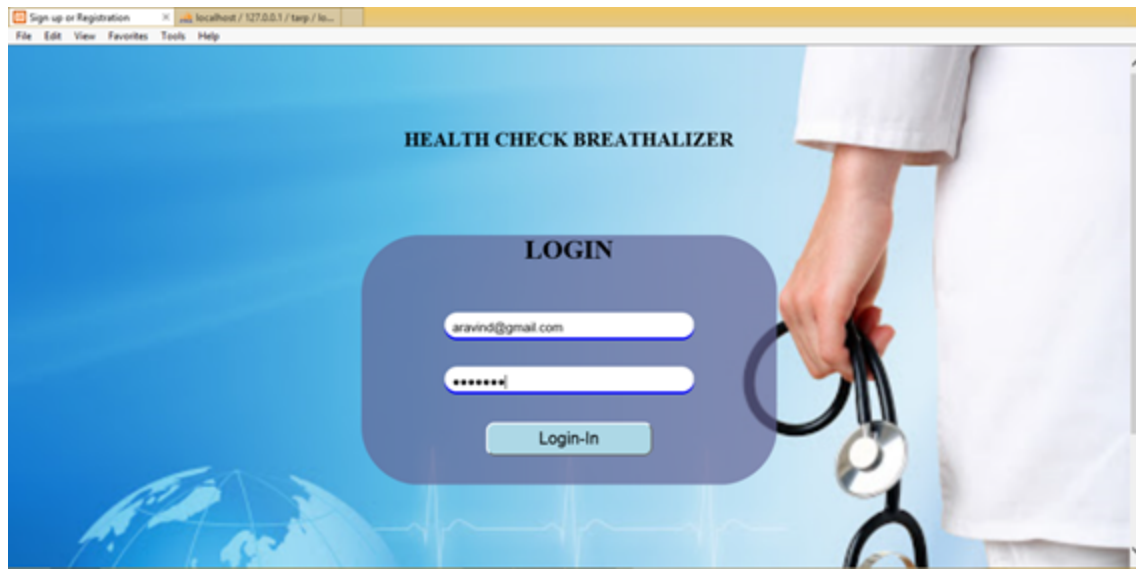 Sign up or Registration
localhost / 127.0.0.1 / tarp / lo...
File Edit View Favorites Tools Help
HEALTH CHECK BREATHALIZER
LOGIN
aravind@gmail.com
•••••••
Login-In